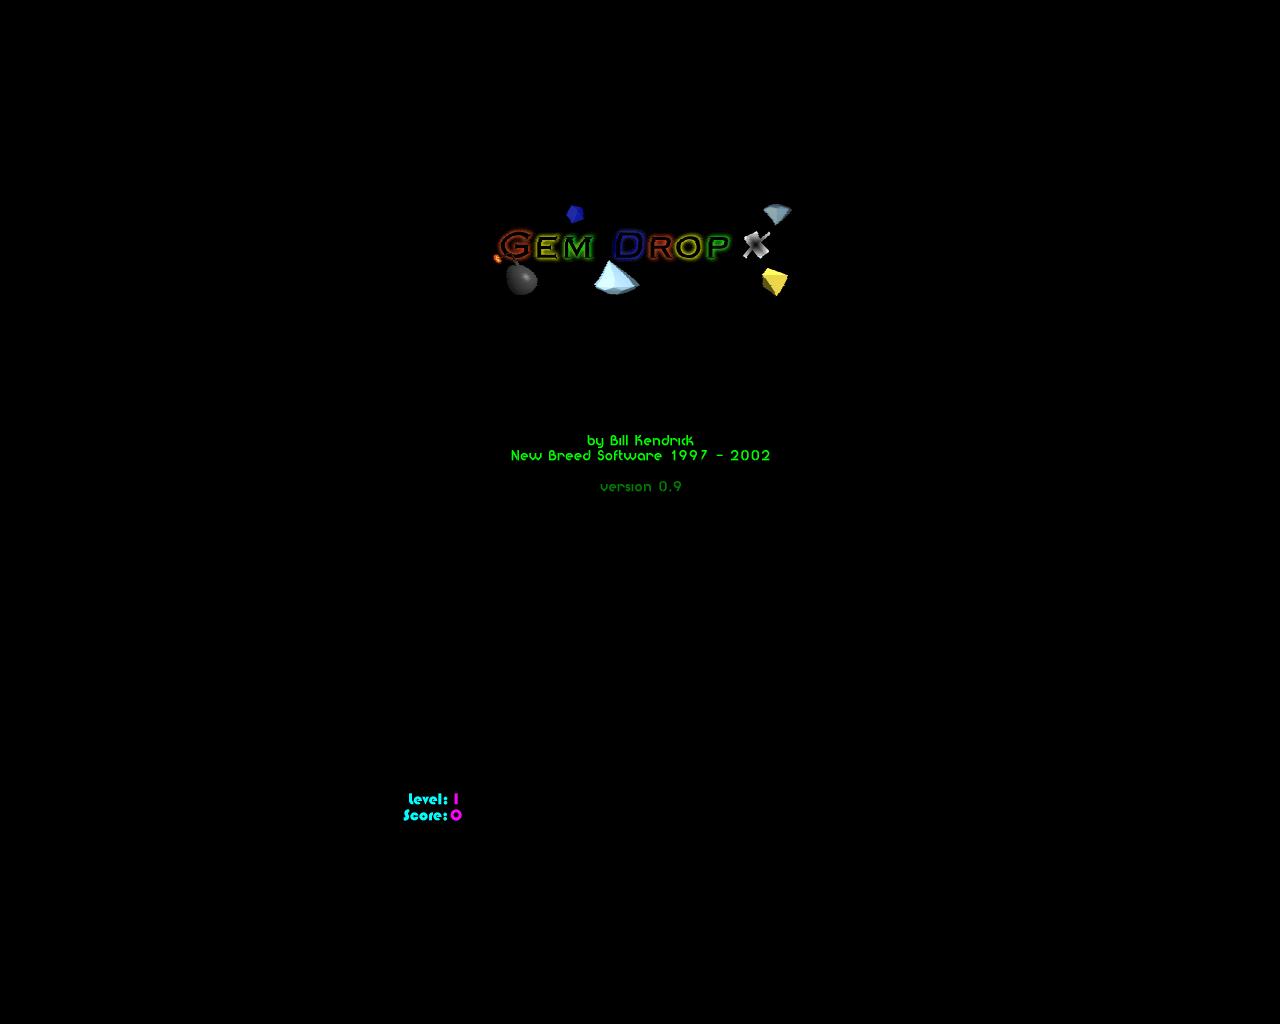 Gem Drop X
by Bill Kendrick
New Breed Software 1997 - 2002
version 0.9
Level: 1
Score: 0